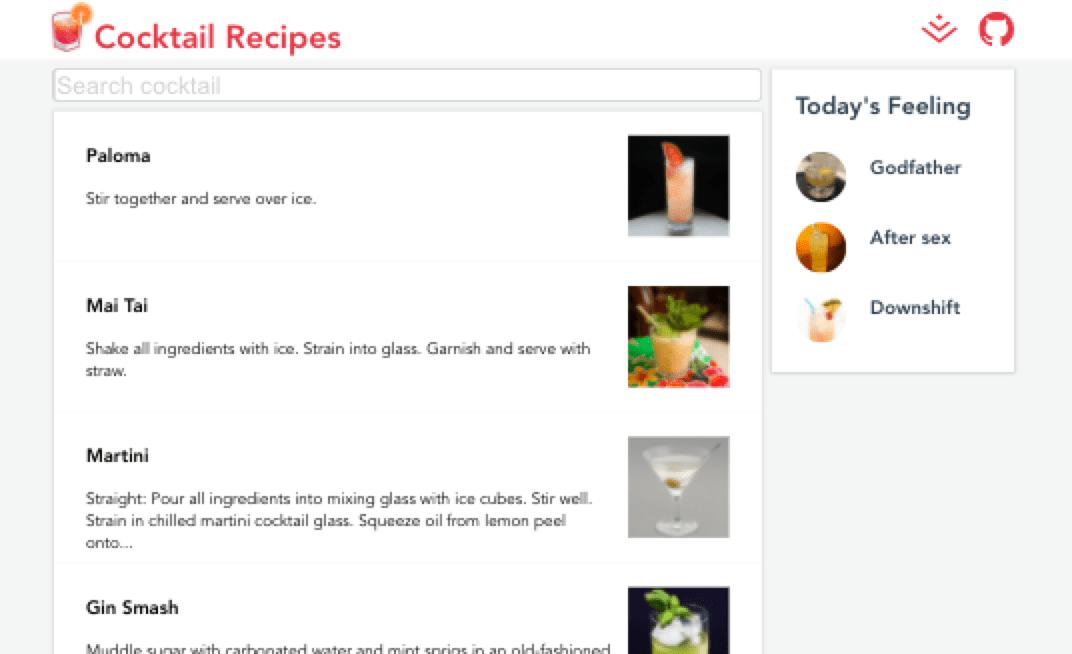 Cocktail Recipes
Search cocktail
Paloma
Stir together and serve over ice.
Mai Tai
Shake all ingredients with ice. Strain into glass. Garnish and serve with
straw.
Martini
Straight: Pour all ingredients into mixing glass with ice cubes. Stir well.
Strain in chilled martini cocktail glass. Squeeze oil from lemon peel
onto...
Gin Smash
Muddle sugar with carbonated water and mint sprigs in an old-fashioned
Today's Feeling
Godfather
After sex
Downshift